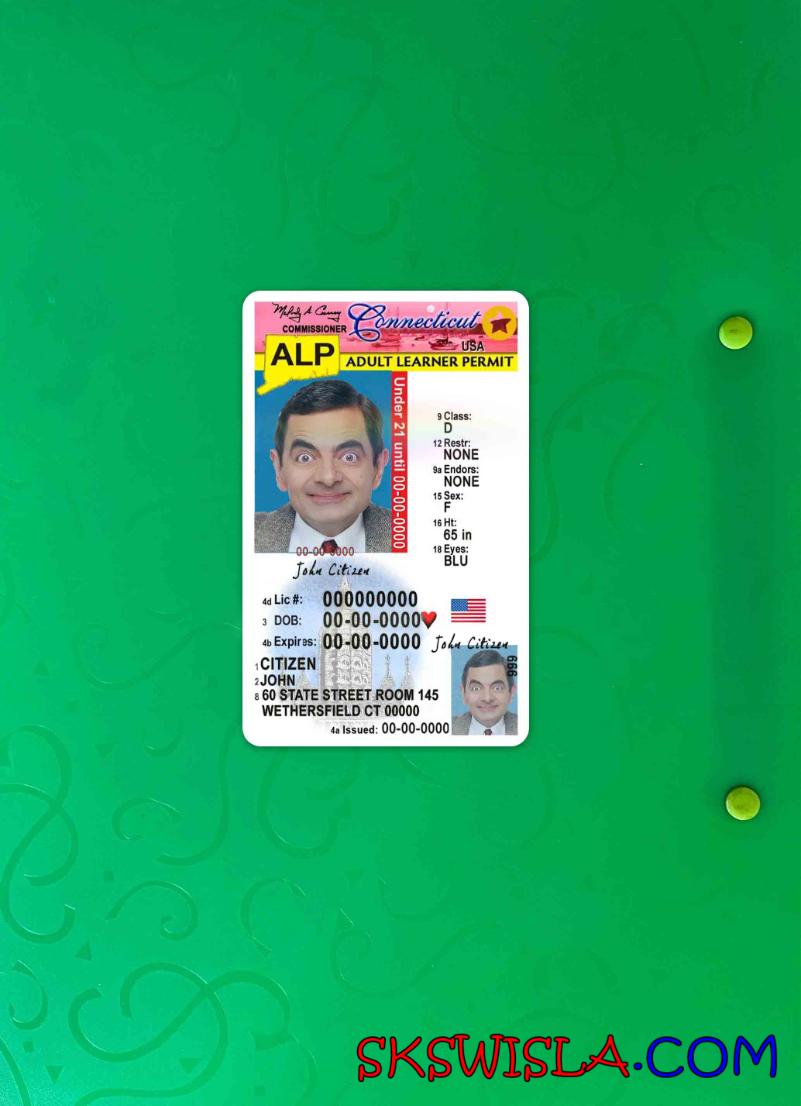 Connecticut
COMMISSIONER
USA
ALP ADULT LEARNER PERMIT
Under 21 until 00-00-0000
9 Class:
D
12 Restr:
NONE
9a Endors:
NONE
15 Sex:
F
16 Ht:
65 in
18 Eyes:
BLU
00-00-0000
John Citizen
4d Lic #: 000000000
3 DOB: 00-00-0000
4b Expires: 00-00-0000
John Citizen
666
1 CITIZEN
2 JOHN
8 60 STATE STREET ROOM 145
WETHERSFIELD CT 00000
4a Issued: 00-00-0000
SKSWISLA.COM